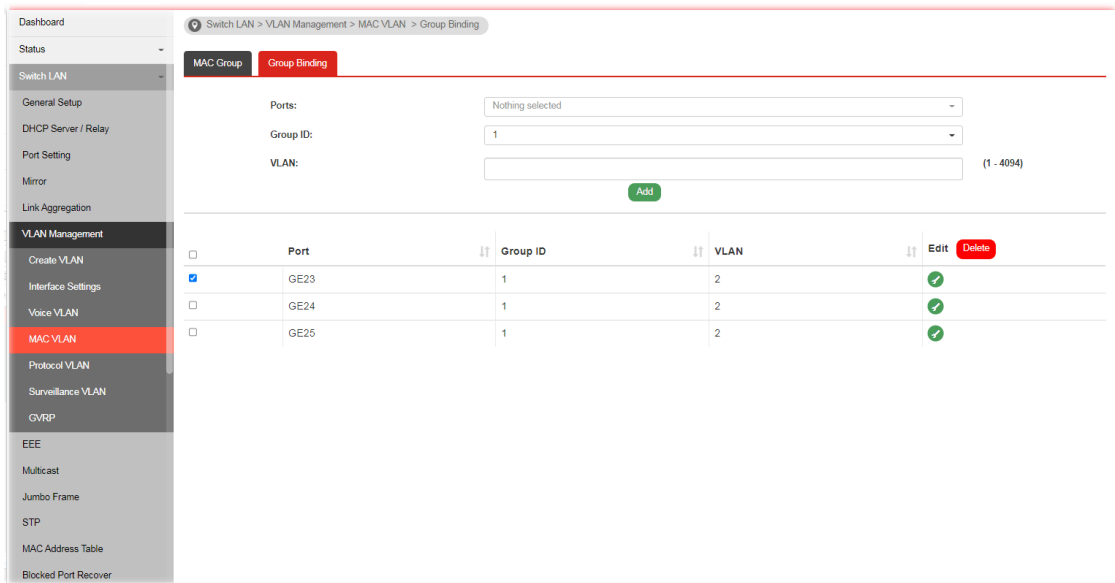 Dashboard
Status
Switch LAN
General Setup
DHCP Server / Relay
Port Setting
Mirror
Link Aggregation
VLAN Management
Create VLAN
Interface Settings
Voice VLAN
MAC VLAN
Protocol VLAN
Surveillance VLAN
GVRP
EEE
Multicast
Jumbo Frame
STP
MAC Address Table
Blocked Port Recover
Switch LAN > VLAN Management > MAC VLAN > Group Binding
MAC Group Group Binding
Ports: Nothing selected
Group ID: 1
VLAN: (1 - 4094)
Add
Port Group ID VLAN Edit Delete
GE23 1 2
GE24 1 2
GE25 1 2